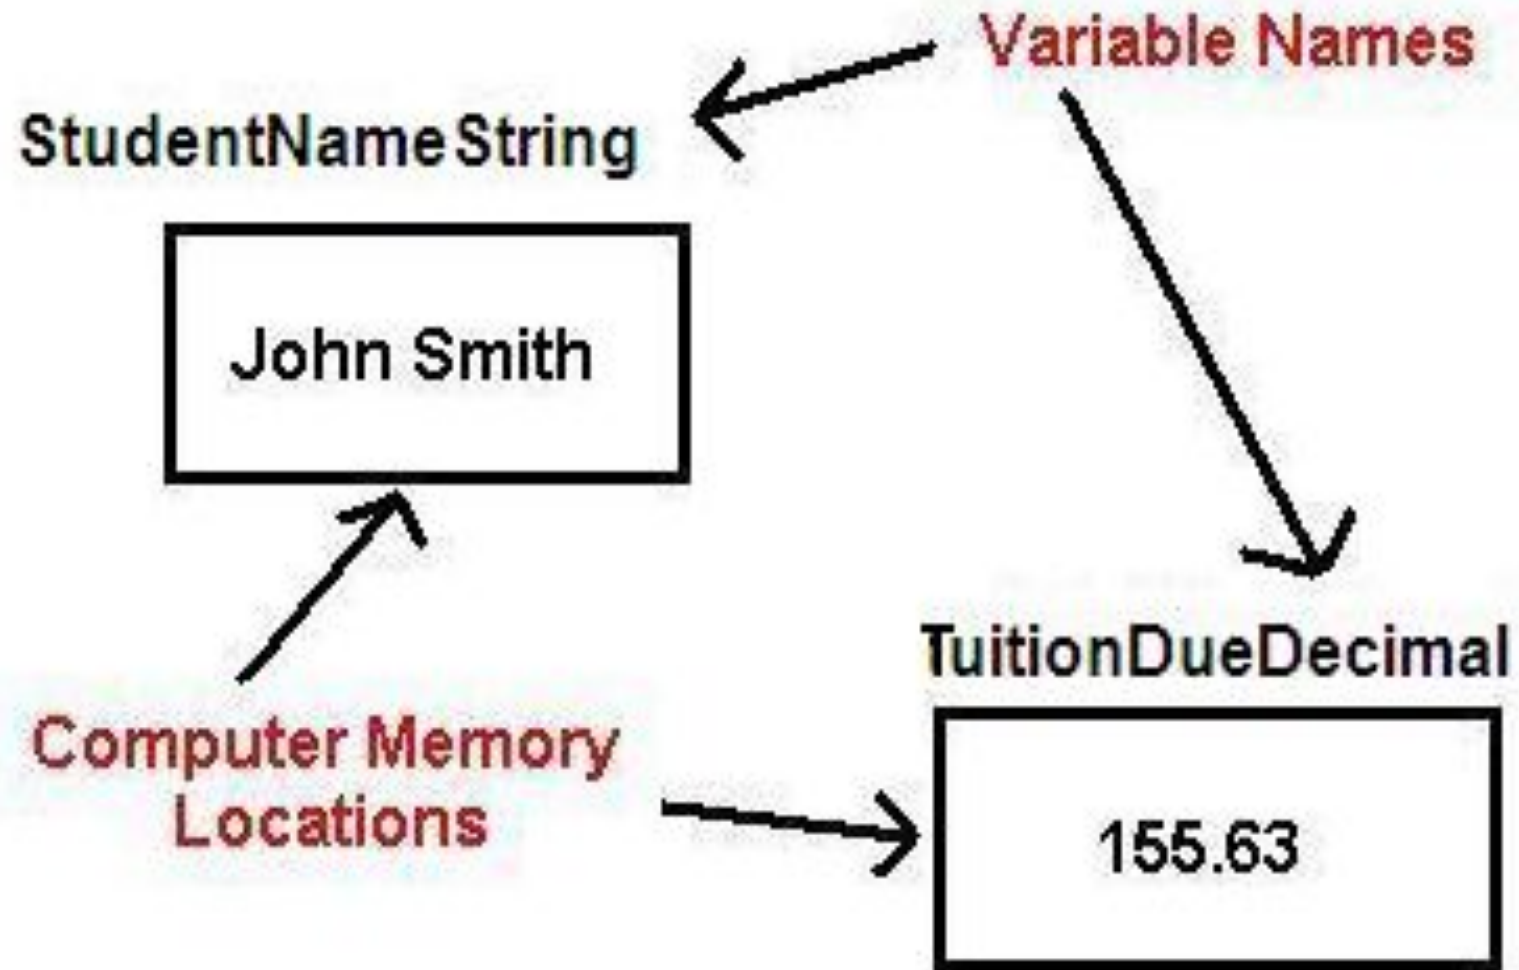 Variable Names
StudentNameString
John Smith
Computer Memory
Locations
TuitionDueDecimal
155.63